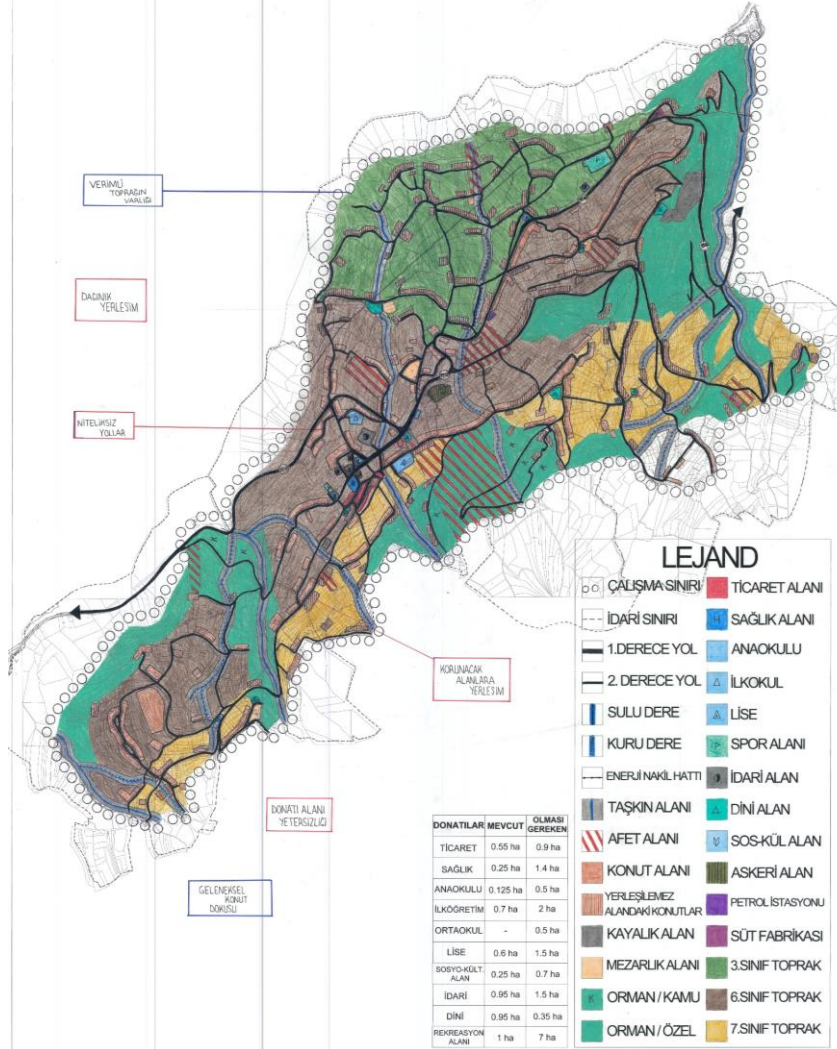 VERİMLİ
TOPRAĞIN
VARLIĞI
DAĞINIK
YERLEŞİM
NİTELİKSİZ
YOLLAR
KORUNACAK
ALANLARA
YERLEŞİM
DONATI ALANI
YETERSİZLİĞİ
GELENEKSEL
KONUT
DOKUSU
DONATILAR MEVCUT OLMASI GEREKEN
TİCARET 0.55 ha 0.9 ha
SAĞLIK 0.25 ha 1.4 ha
ANAOKULU 0.125 ha 0.5 ha
İLKÖĞRETİM 0.7 ha 2 ha
ORTAOKUL - 0.5 ha
LİSE 0.6 ha 1.5 ha
SOSYO-KÜLT. ALAN 0.25 ha 0.7 ha
İDARİ 0.95 ha 1.5 ha
DİNİ 0.95 ha 0.35 ha
REKREASYON ALANI 1 ha 7 ha
LEJAND
ÇALIŞMA SINIRI
İDARİ SINIRI
1.DERECE YOL
2. DERECE YOL
SULU DERE
KURU DERE
ENERJİ NAKİL HATTI
TAŞKIN ALANI
AFET ALANI
KONUT ALANI
YERLEŞİLEMEZ
ALANDAKİ KONUTLAR
KAYALIK ALAN
MEZARLIK ALANI
K ORMAN / KAMU
ORMAN / ÖZEL
TİCARET ALANI
H SAĞLIK ALANI
ANAOKULU
İLKOKUL
LİSE
SPOR ALANI
İDARİ ALAN
DİNİ ALAN
SOS-KÜL ALAN
ASKERİ ALAN
PETROL İSTASYONU
SÜT FABRİKASI
3.SINIF TOPRAK
6.SINIF TOPRAK
7.SINIF TOPRAK